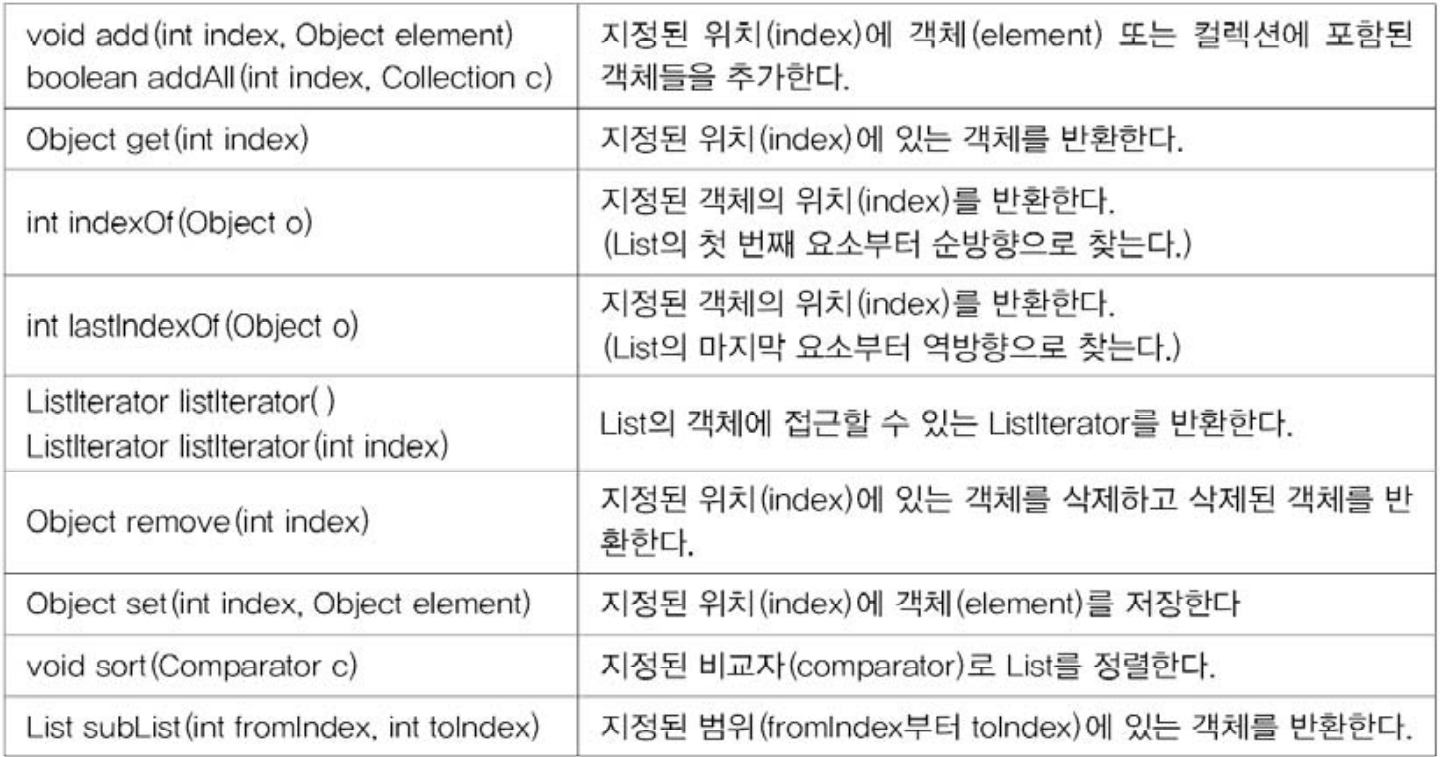 void add(int index, Object element)
boolean addAll(int index, Collection c)
지정된 위치(index)에 객체(element) 또는 컬렉션에 포함된
객체들을 추가한다.
Object get(int index)
지정된 위치(index)에 있는 객체를 반환한다.
int indexOf(Object o)
지정된 객체의 위치(index)를 반환한다.
(List의 첫 번째 요소부터 순방향으로 찾는다.)
int lastIndexOf(Object o)
지정된 객체의 위치(index)를 반환한다.
(List의 마지막 요소부터 역방향으로 찾는다.)
ListIterator listIterator( )
ListIterator listIterator(int index)
List의 객체에 접근할 수 있는 ListIterator를 반환한다.
Object remove(int index)
지정된 위치(index)에 있는 객체를 삭제하고 삭제된 객체를 반
환한다.
Object set(int index, Object element)
지정된 위치(index)에 객체(element)를 저장한다
void sort(Comparator c)
지정된 비교자(comparator)로 List를 정렬한다.
List subList(int fromIndex, int toIndex)
지정된 범위(fromIndex부터 toIndex)에 있는 객체를 반환한다.